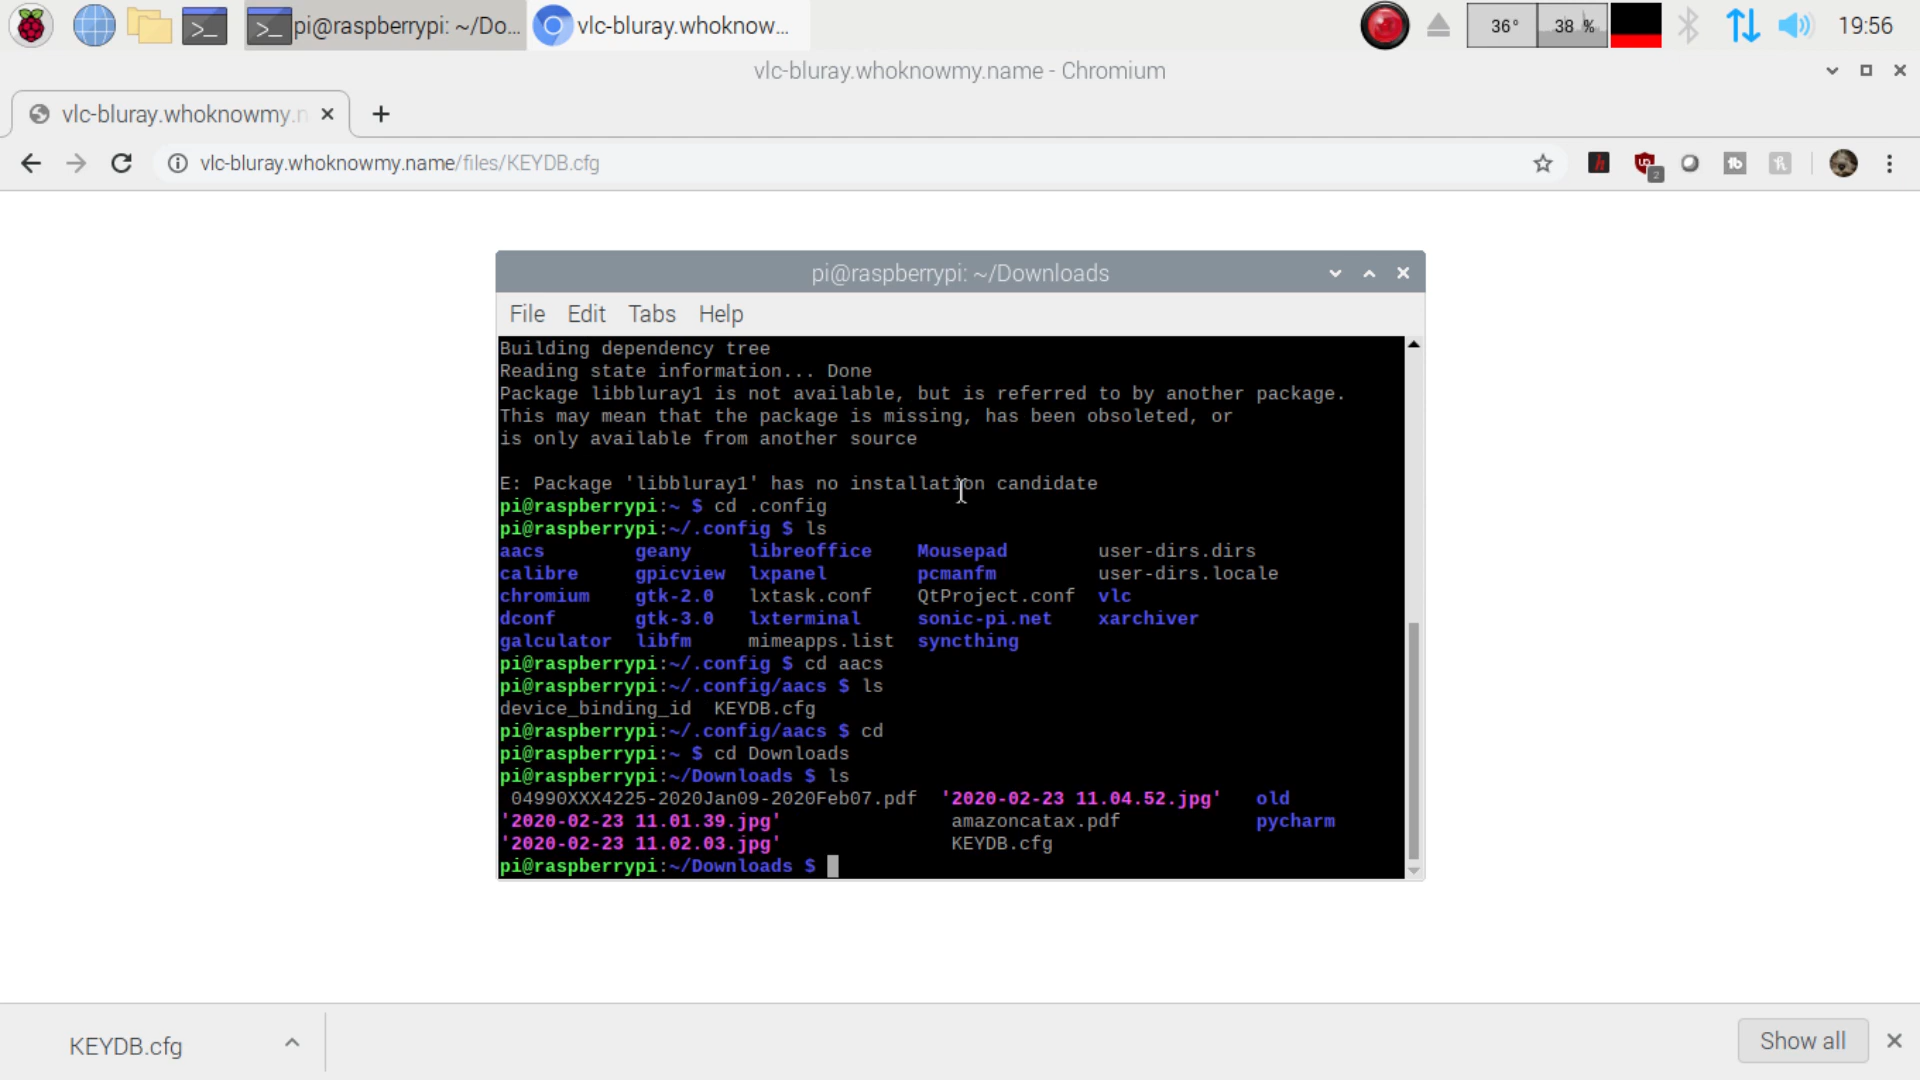 pi@raspberrypi: ~/Do...
vlc-bluray.whoknow...
36°
38 %
19:56
vlc-bluray.whoknowmy.name - Chromium
vlc-bluray.whoknowmy.n
vlc-bluray.whoknowmy.name/files/KEYDB.cfg
2
pi@raspberrypi: ~/Downloads
File Edit Tabs Help
Building dependency tree
Reading state information... Done
Package libbluray1 is not available, but is referred to by another package.
This may mean that the package is missing, has been obsoleted, or
is only available from another source
E: Package 'libbluray1' has no installation candidate
pi@raspberrypi:~ $ cd .config
pi@raspberrypi:~/.config $ ls
aacs geany libreoffice Mousepad user-dirs.dirs
calibre gpicview lxpanel pcmanfm user-dirs.locale
chromium gtk-2.0 lxtask.conf QtProject.conf vlc
dconf gtk-3.0 lxterminal sonic-pi.net xarchiver
galculator libfm mimeapps.list syncthing
pi@raspberrypi:~/.config $ cd aacs
pi@raspberrypi:~/.config/aacs $ ls
device_binding_id KEYDB.cfg
pi@raspberrypi:~/.config/aacs $ cd
pi@raspberrypi:~ $ cd Downloads
pi@raspberrypi:~/Downloads $ ls
04990XXX4225-2020Jan09-2020Feb07.pdf '2020-02-23 11.04.52.jpg' old
'2020-02-23 11.01.39.jpg' amazoncatax.pdf pycharm
'2020-02-23 11.02.03.jpg' KEYDB.cfg
pi@raspberrypi:~/Downloads $
KEYDB.cfg
Show all